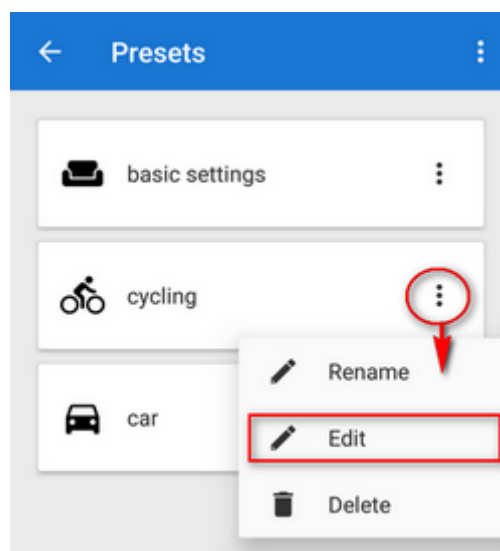 Presets
basic settings
cycling
Rename
car
Edit
Delete